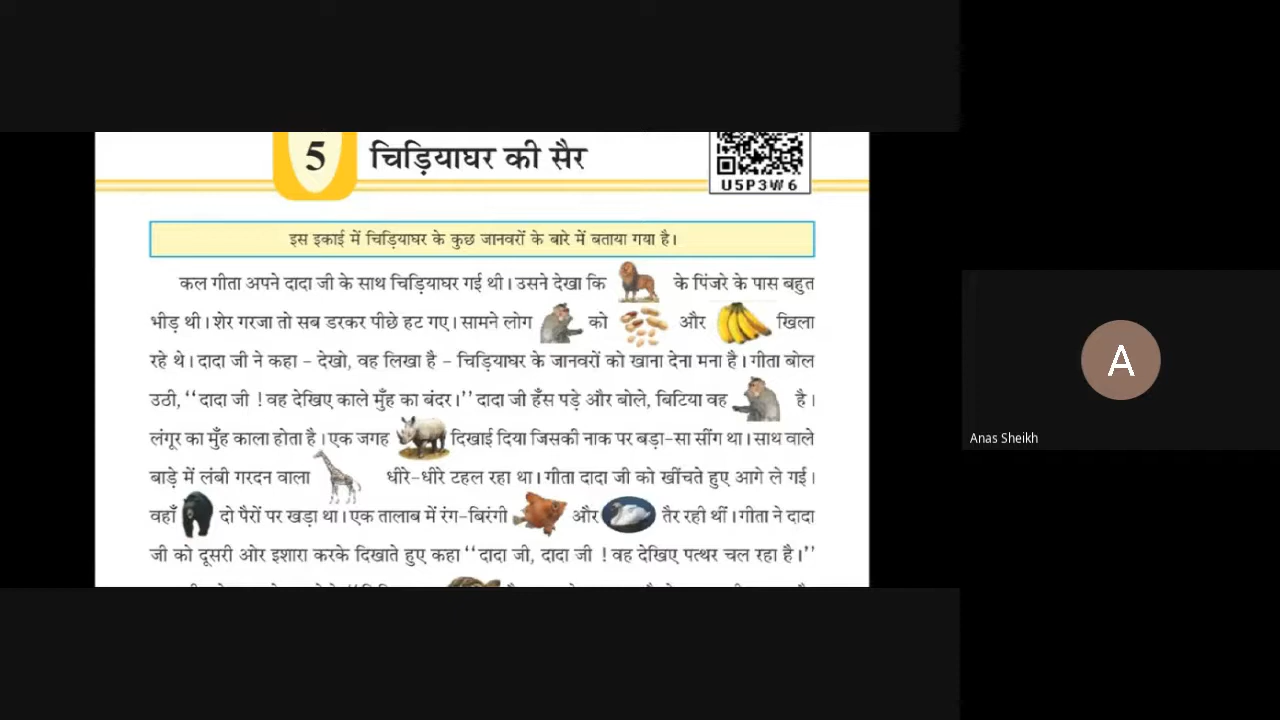 5
चिड़ियाघर की सैर
U5P3W6
इस इकाई में चिड़ियाघर के कुछ जानवरों के बारे में बताया गया है।
कल गीता अपने दादा जी के साथ चिड़ियाघर गई थी। उसने देखा कि के पिंजरे के पास बहुत
भीड़ थी। शेर गरजा तो सब डरकर पीछे हट गए। सामने लोग को और खिला
रहे थे। दादा जी ने कहा – देखो, वह लिखा है – चिड़ियाघर के जानवरों को खाना देना मना है। गीता बोल
उठी, ‘‘दादा जी ! वह देखिए काले मुँह का बंदर।’’ दादा जी हँस पड़े और बोले, बिटिया वह है।
लंगूर का मुँह काला होता है। एक जगह दिखाई दिया जिसकी नाक पर बड़ा-सा सींग था। साथ वाले
बाड़े में लंबी गरदन वाला धीरे-धीरे टहल रहा था। गीता दादा जी को खींचते हुए आगे ले गई।
वहाँ दो पैरों पर खड़ा था। एक तालाब में रंग-बिरंगी और तैर रही थीं। गीता ने दादा
जी को दूसरी ओर इशारा करके दिखाते हुए कहा ‘‘दादा जी, दादा जी ! वह देखिए पत्थर चल रहा है।’’
A
Anas Sheikh